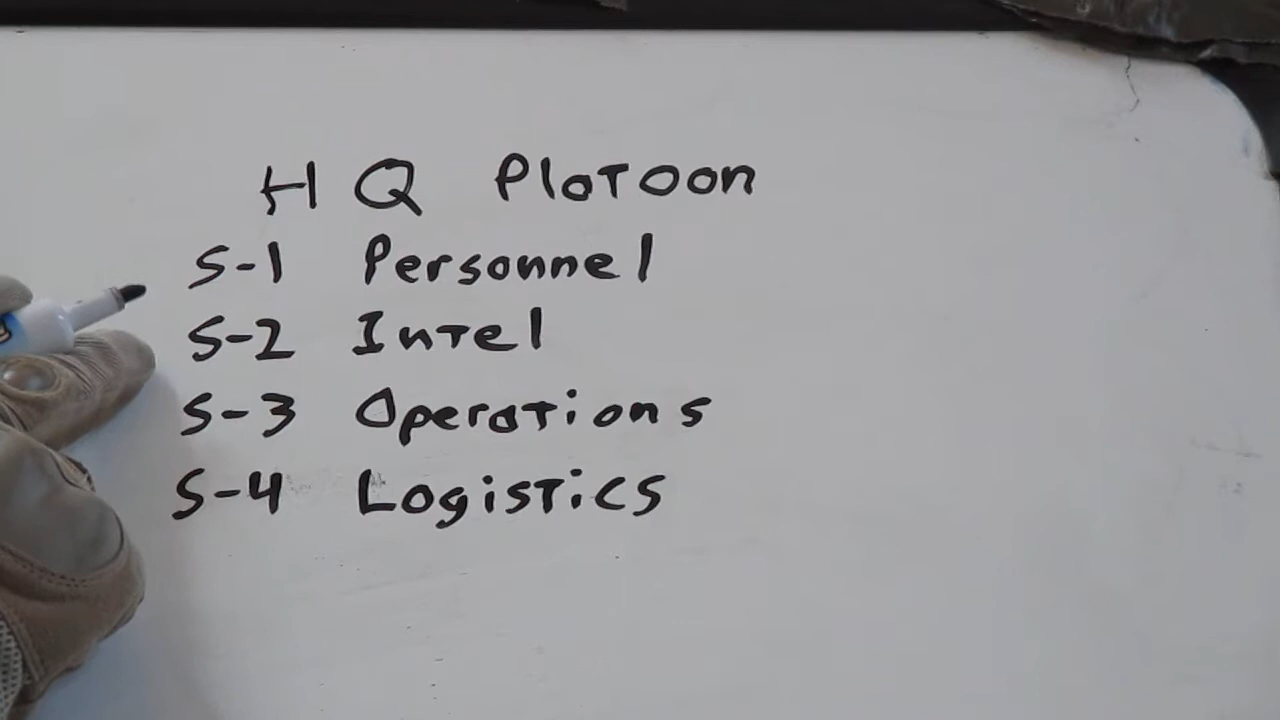 HQ Platoon
S-1 Personnel
S-2 Intel
S-3 Operations
S-4 Logistics